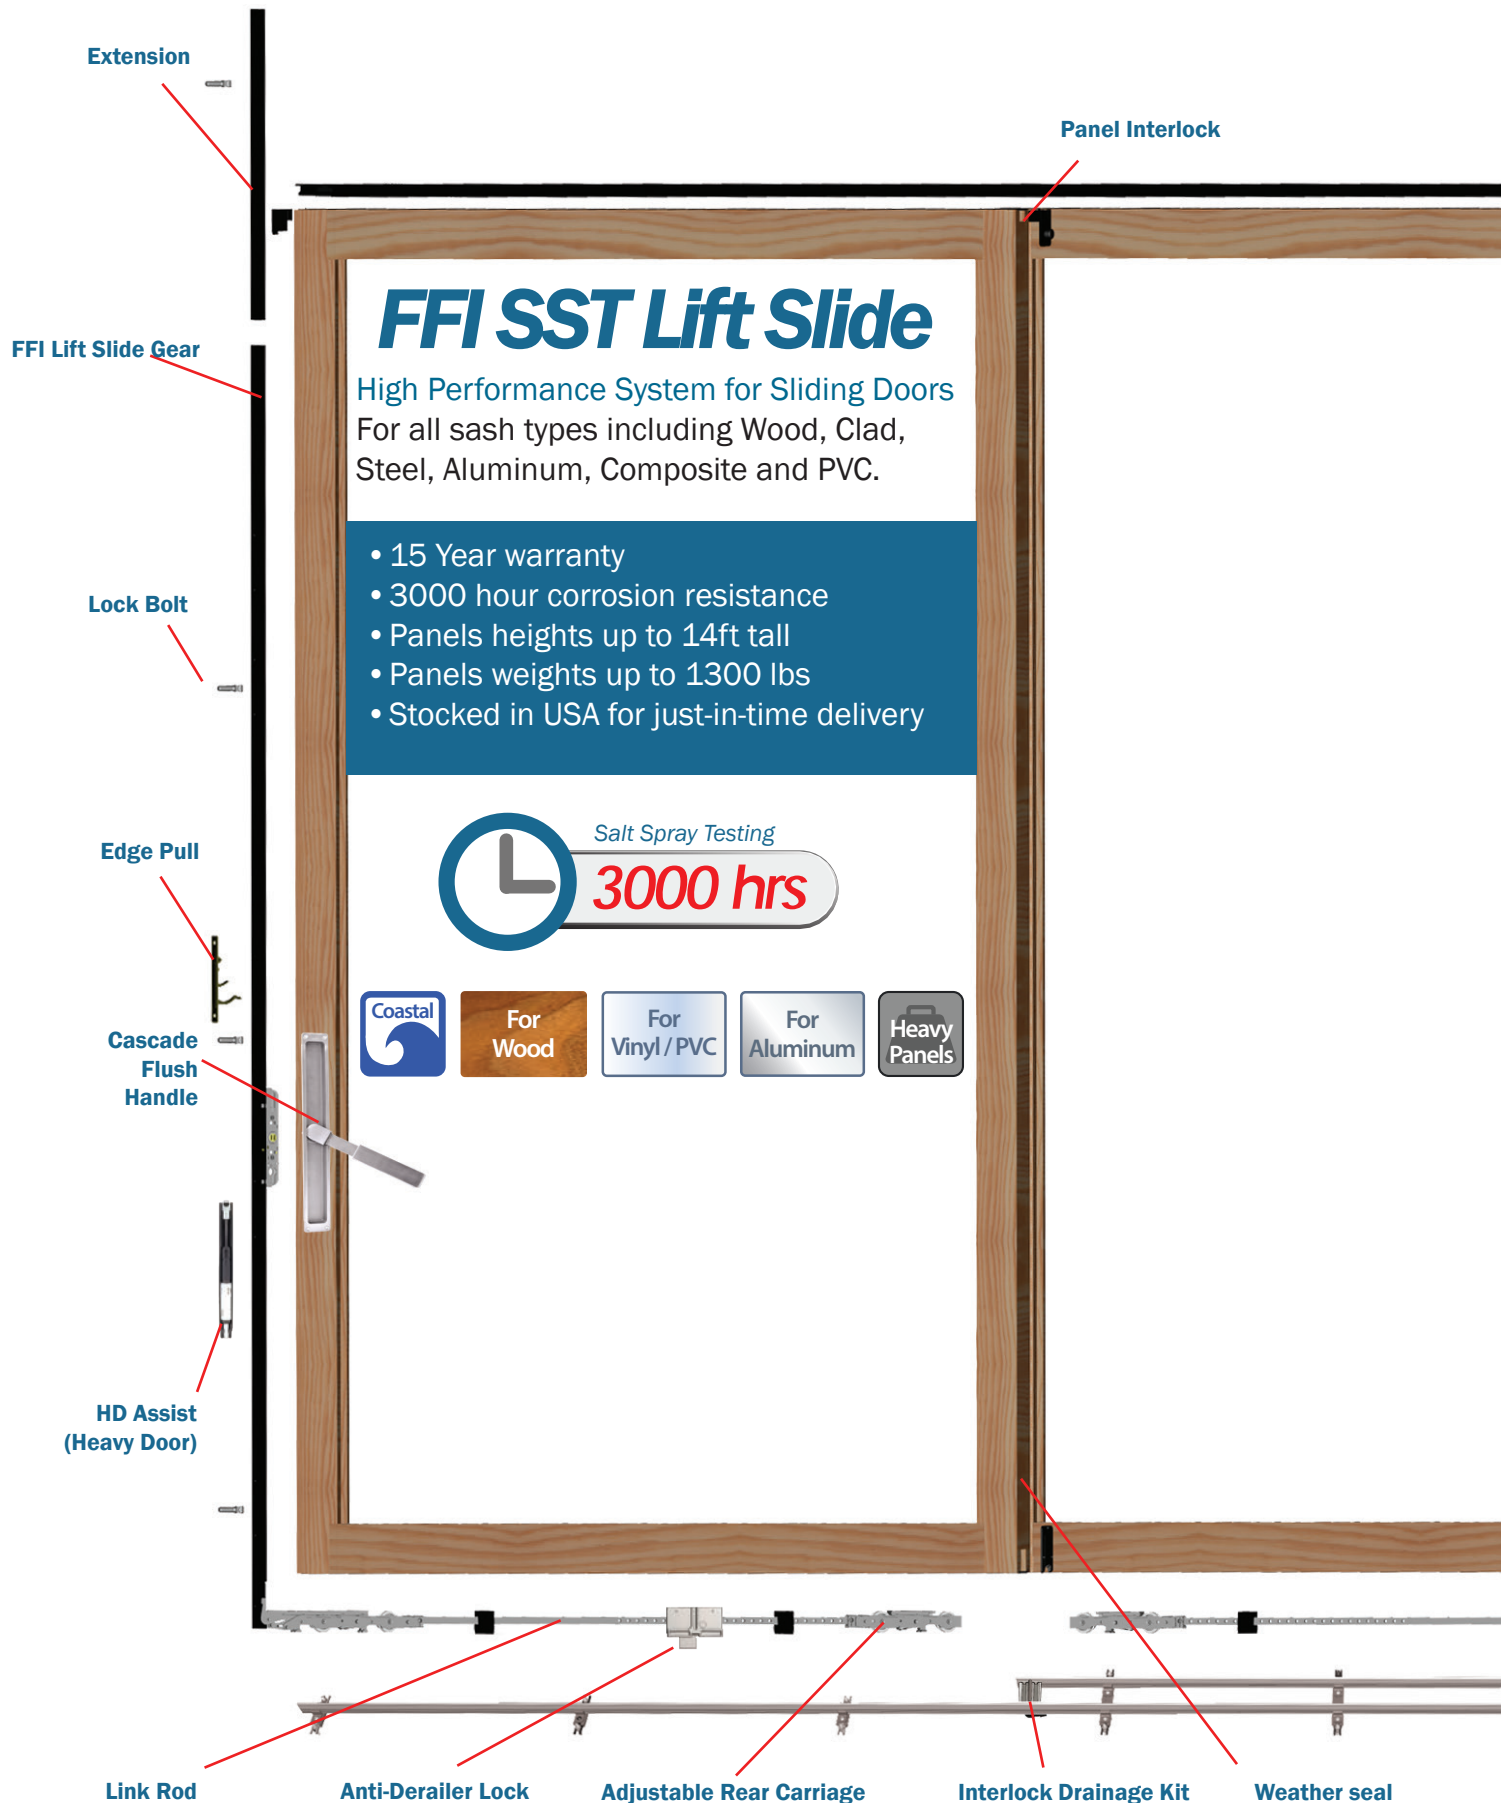 Extension
Panel Interlock
FFI SST Lift Slide
FFI Lift Slide Gear
High Performance System for Sliding Doors
For all sash types including Wood, Clad,
Steel, Aluminum, Composite and PVC.
• 15 Year warranty
• 3000 hour corrosion resistance
• Panels heights up to 14ft tall
• Panels weights up to 1300 lbs
• Stocked in USA for just-in-time delivery
Lock Bolt
Edge Pull
Salt Spray Testing
3000 hrs
Coastal
For
Wood
For
Vinyl / PVC
For
Aluminum
Heavy
Panels
Cascade
Flush
Handle
HD Assist
(Heavy Door)
Link Rod
Anti-Derailer Lock
Adjustable Rear Carriage
Interlock Drainage Kit
Weather seal